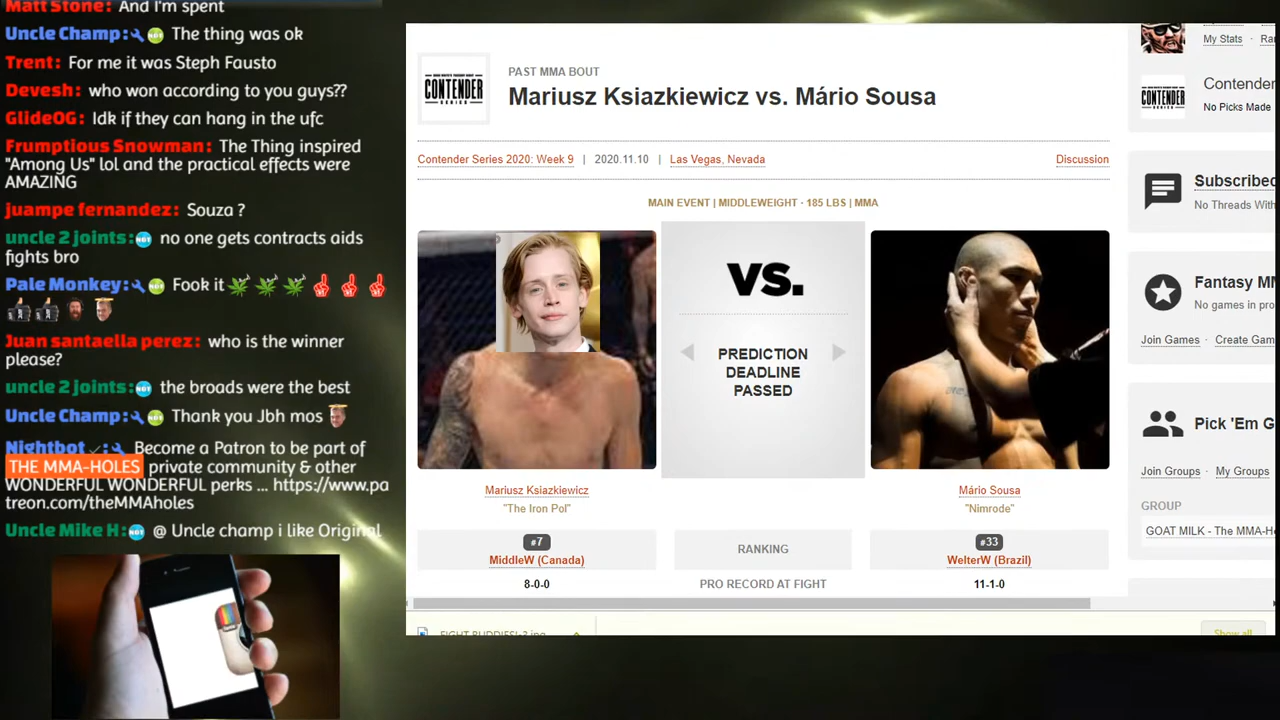 Matt Stone: And I'm spent
Uncle Champ: The thing was ok
Trent: For me it was Steph Fausto
Devesh: who won according to you guys??
GlideOG: Idk if they can hang in the ufc
Frumptious Snowman: The Thing inspired
"Among Us" lol and the practical effects were
AMAZING
juampe fernandez: Souza ?
uncle 2 joints: no one gets contracts aids
fights bro
Pale Monkey: Fook it
Juan santaella perez: who is the winner
please?
uncle 2 joints: the broads were the best
Uncle Champ: Thank you Jbh mos
Nightbot: Become a Patron to be part of
THE MMA-HOLES private community & other
WONDERFUL WONDERFUL perks ... https://www.pa
treon.com/theMMAholes
Uncle Mike H: @ Uncle champ i like Original
CONTENDER
SERIES
PAST MMA BOUT
Mariusz Ksiazkiewicz vs. Mário Sousa
Contender Series 2020: Week 9 | 2020.11.10 | Las Vegas, Nevada
Discussion
MAIN EVENT | MIDDLEWEIGHT · 185 LBS | MMA
VS.
PREDICTION
DEADLINE
PASSED
Mariusz Ksiazkiewicz
"The Iron Pol"
Mário Sousa
"Nimrode"
#7
MiddleW (Canada)
RANKING
#33
WelterW (Brazil)
8-0-0
PRO RECORD AT FIGHT
11-1-0
My Stats ·
CONTENDER
SERIES
Contender
No Picks Made
Subscribed
No Threads With
Fantasy MM
No games in pro
Join Games · Create Gam
Pick 'Em G
Join Groups · My Groups
GROUP
GOAT MILK - The MMA-H
Show all